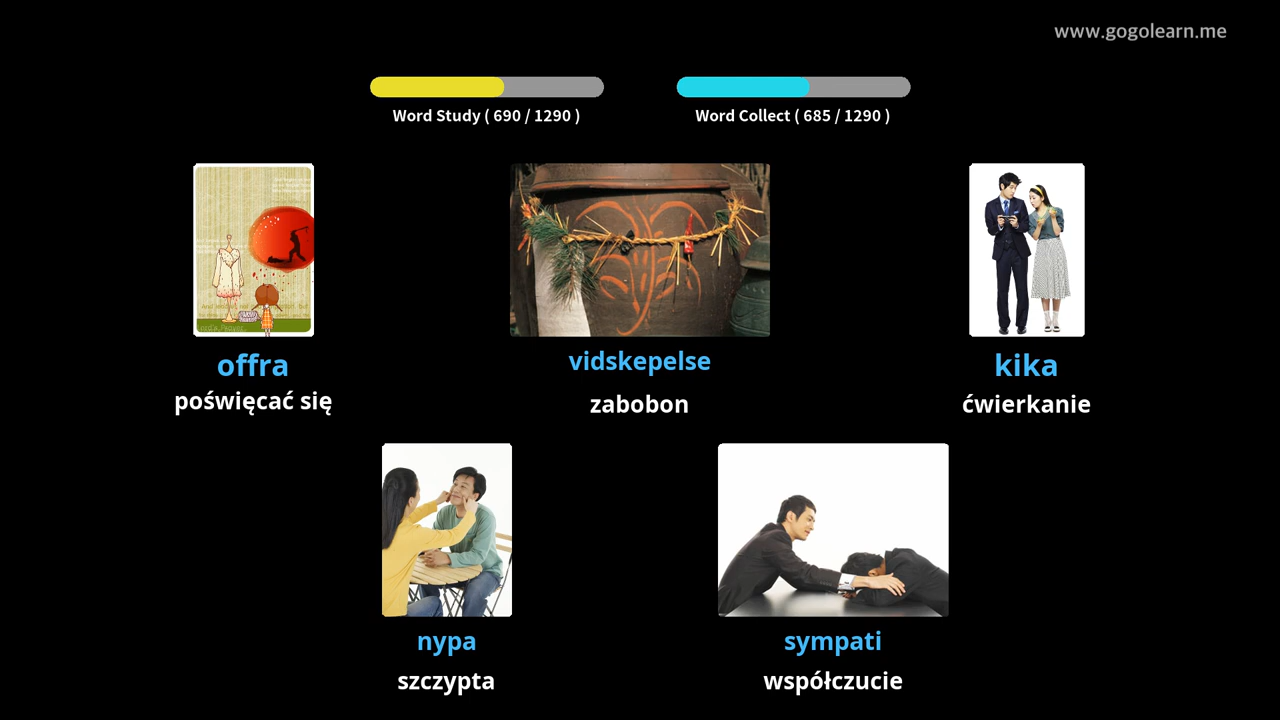 www.gogolearn.me
Word Study ( 690 / 1290 )
Word Collect ( 685 / 1290 )
offra
poświęcać się
vidskepelse
zabobon
kika
ćwierkanie
nypa
szczypta
sympati
współczucie